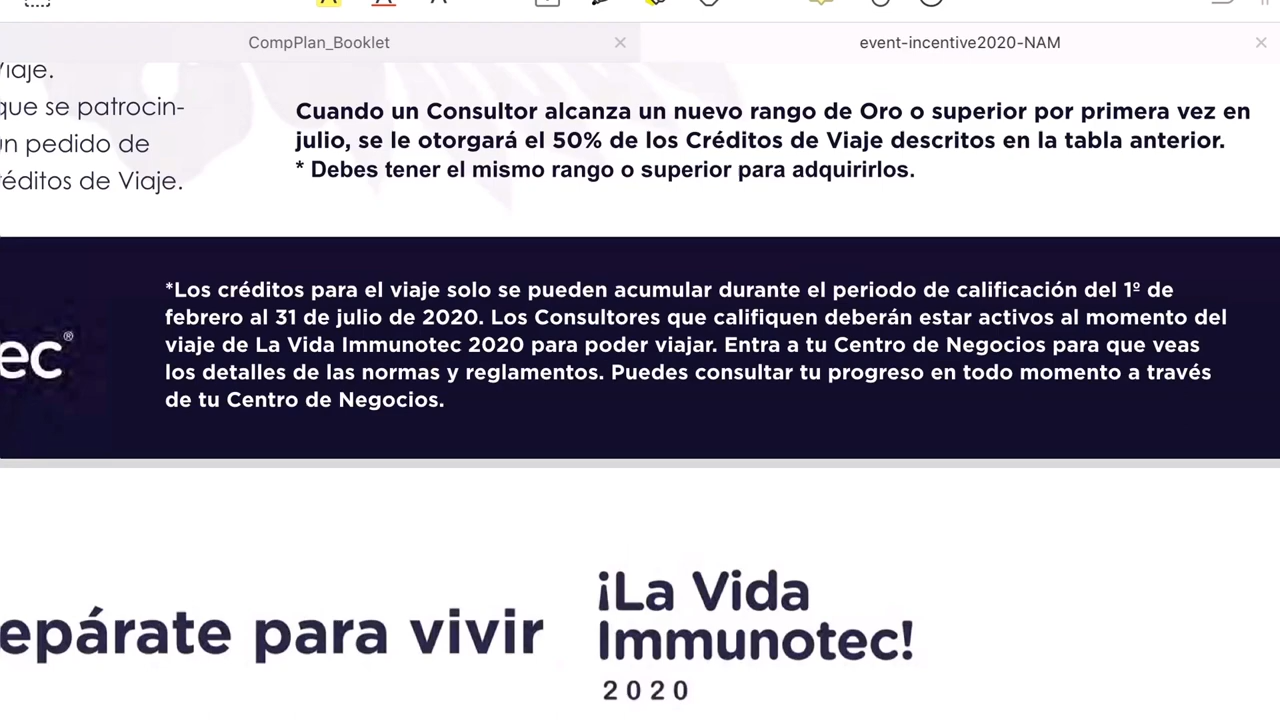 CompPlan_Booklet
event-incentive2020-NAM
Viaje.
que se patrocin-
un pedido de
réditos de Viaje.
Cuando un Consultor alcanza un nuevo rango de Oro o superior por primera vez en
julio, se le otorgará el 50% de los Créditos de Viaje descritos en la tabla anterior.
* Debes tener el mismo rango o superior para adquirirlos.
ec®
*Los créditos para el viaje solo se pueden acumular durante el periodo de calificación del 1º de
febrero al 31 de julio de 2020. Los Consultores que califiquen deberán estar activos al momento del
viaje de La Vida Immunotec 2020 para poder viajar. Entra a tu Centro de Negocios para que veas
los detalles de las normas y reglamentos. Puedes consultar tu progreso en todo momento a través
de tu Centro de Negocios.
epárate para vivir
¡La Vida
Immunotec!
2020